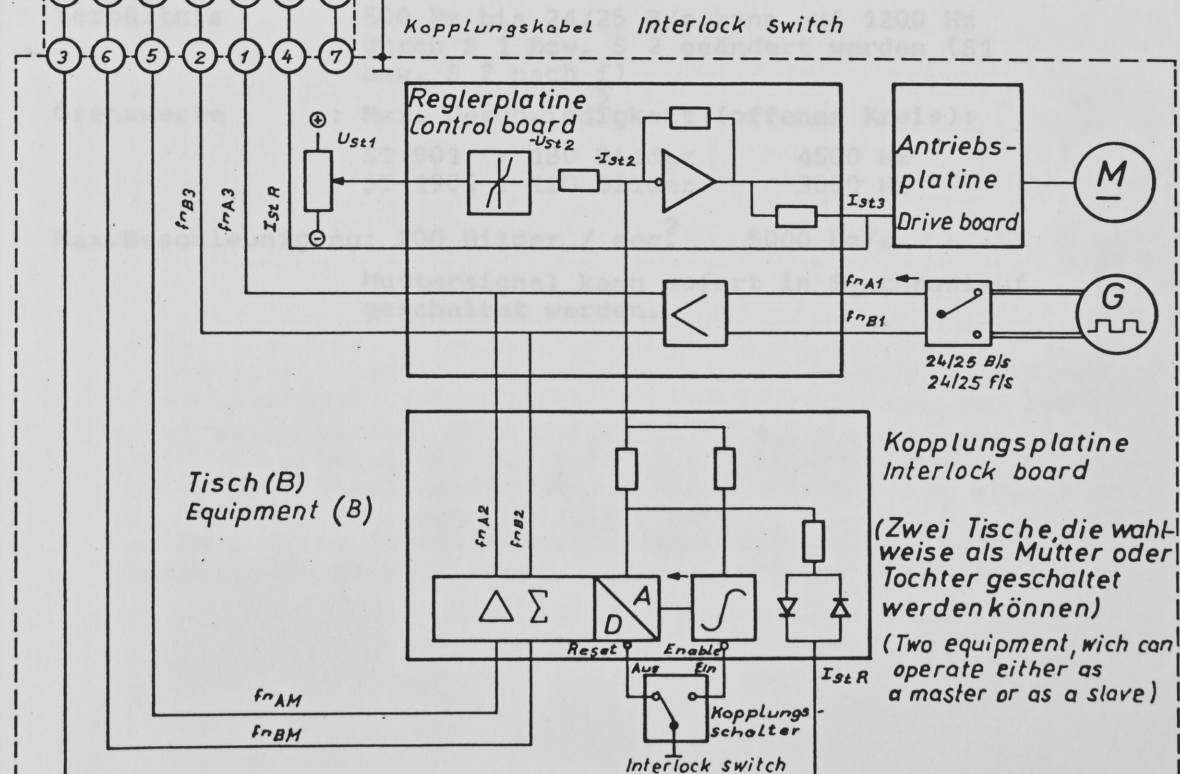 Kopplungskabel Interlock switch
3 6 5 2 1 4 7
Reglerplatine
Control board
Ust1
-Ust2
-Ist2
Antriebs-
platine
Drive board
M
Ist3
fnB3
fnA3
Ist R
fnA1
fnB1
G
24/25 B/s
24/25 f/s
Kopplungsplatine
Interlock board
Tisch (B)
Equipment (B)
fnA2
fnB2
(Zwei Tische, die wahl-
weise als Mutter oder
Tochter geschaltet
werden können)
(Two equipment, wich can
operate either as
a master or as a slave)
Δ Σ
A
D
∫
Reset
Enable
Aus
Ein
Ist R
fnAM
fnBM
Kopplungs-
schalter
Interlock switch